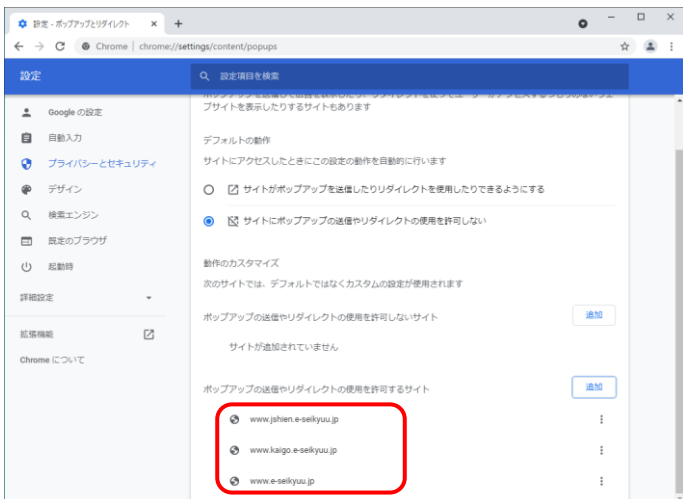 設定 - ポップアップとリダイレクト
Chrome | chrome://settings/content/popups
設定
設定項目を検索
Google の設定
自動入力
プライバシーとセキュリティ
デザイン
検索エンジン
既定のブラウザ
起動時
詳細設定
拡張機能
Chrome について
ブサイトを表示したりするサイトもあります
デフォルトの動作
サイトにアクセスしたときにこの設定の動作を自動的に行います
サイトがポップアップを送信したりリダイレクトを使用したりできるようにする
サイトにポップアップの送信やリダイレクトの使用を許可しない
動作のカスタマイズ
次のサイトでは、デフォルトではなくカスタムの設定が使用されます
ポップアップの送信やリダイレクトの使用を許可しないサイト
追加
サイトが追加されていません
ポップアップの送信やリダイレクトの使用を許可するサイト
追加
www.jshien.e-seikyuu.jp
www.kaigo.e-seikyuu.jp
www.e-seikyuu.jp